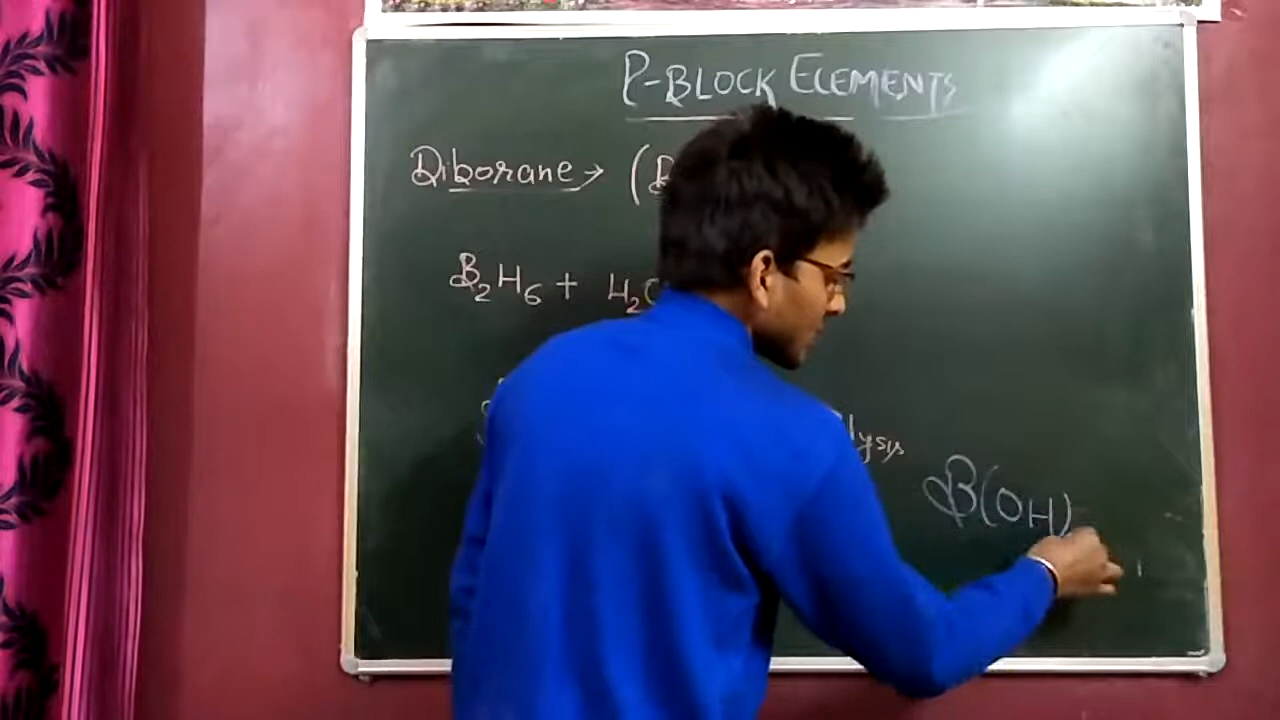 P-BLOCK ELEMENTS
Diborane → (B
B₂H₆ + H₂O
lysis
B(OH)